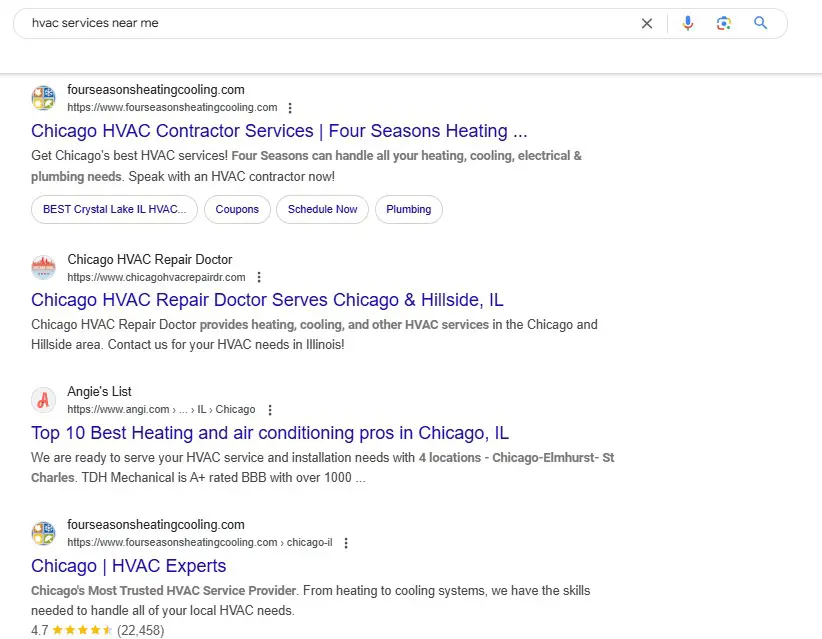 hvac services near me
fourseasonsheatingcooling.com
https://www.fourseasonsheatingcooling.com
Chicago HVAC Contractor Services | Four Seasons Heating ...
Get Chicago's best HVAC services! Four Seasons can handle all your heating, cooling, electrical &
plumbing needs. Speak with an HVAC contractor now!
BEST Crystal Lake IL HVAC... Coupons Schedule Now Plumbing
Chicago HVAC Repair Doctor
https://www.chicagohvacrepairdr.com
Chicago HVAC Repair Doctor Serves Chicago & Hillside, IL
Chicago HVAC Repair Doctor provides heating, cooling, and other HVAC services in the Chicago and
Hillside area. Contact us for your HVAC needs in Illinois!
Angie's List
https://www.angi.com › ... › IL › Chicago
Top 10 Best Heating and air conditioning pros in Chicago, IL
We are ready to serve your HVAC service and installation needs with 4 locations - Chicago-Elmhurst- St
Charles. TDH Mechanical is A+ rated BBB with over 1000 ...
fourseasonsheatingcooling.com
https://www.fourseasonsheatingcooling.com › chicago-il
Chicago | HVAC Experts
Chicago's Most Trusted HVAC Service Provider. From heating to cooling systems, we have the skills
needed to handle all of your local HVAC needs.
4.7 (22,458)